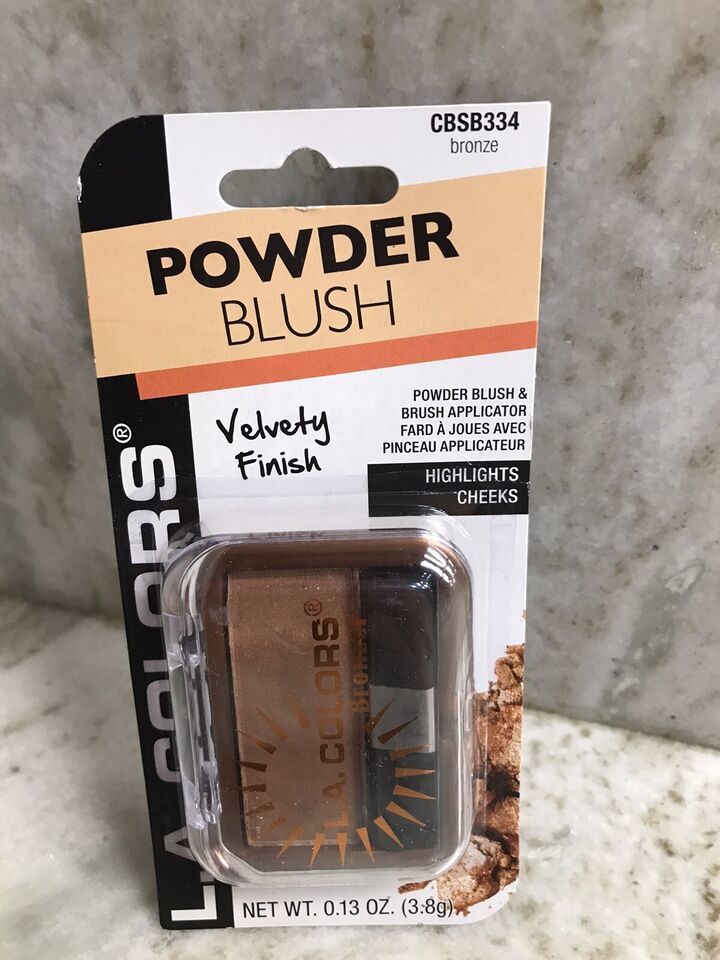 CBSB334
bronze
POWDER
BLUSH
Velvety
Finish
POWDER BLUSH &
BRUSH APPLICATOR
FARD À JOUES AVEC
PINCEAU APPLICATEUR
HIGHLIGHTS
CHEEKS
L.A. COLORS®
L.A. COLORS®
Bronzer
NET WT. 0.13 OZ. (3.8g)